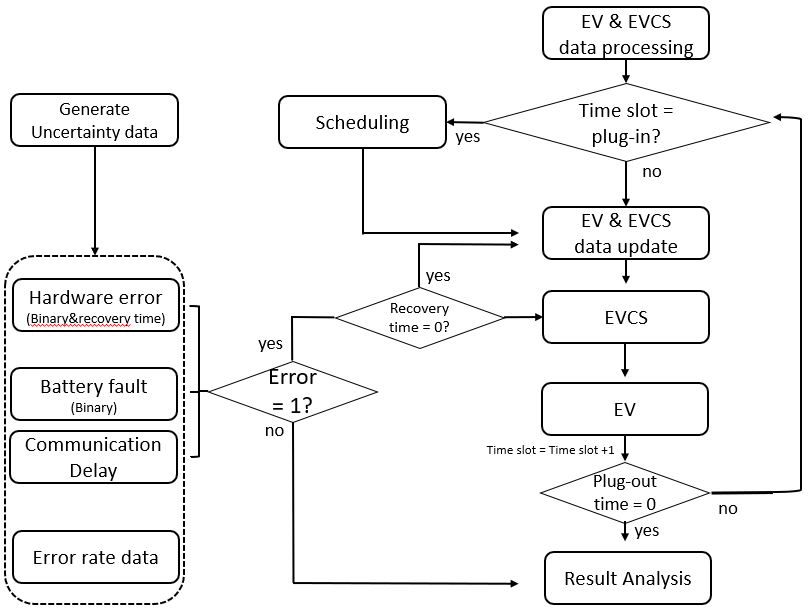 EV & EVCS
data processing
Generate
Uncertainty data
Scheduling
yes
Time slot =
plug-in?
no
EV & EVCS
data update
yes
Hardware error
(Binary&recovery time)
Recovery
time = 0?
EVCS
yes
Error
= 1?
Battery fault
(Binary)
EV
no
Communication
Delay
Time slot = Time slot +1
Plug-out
time = 0
no
yes
Error rate data
Result Analysis